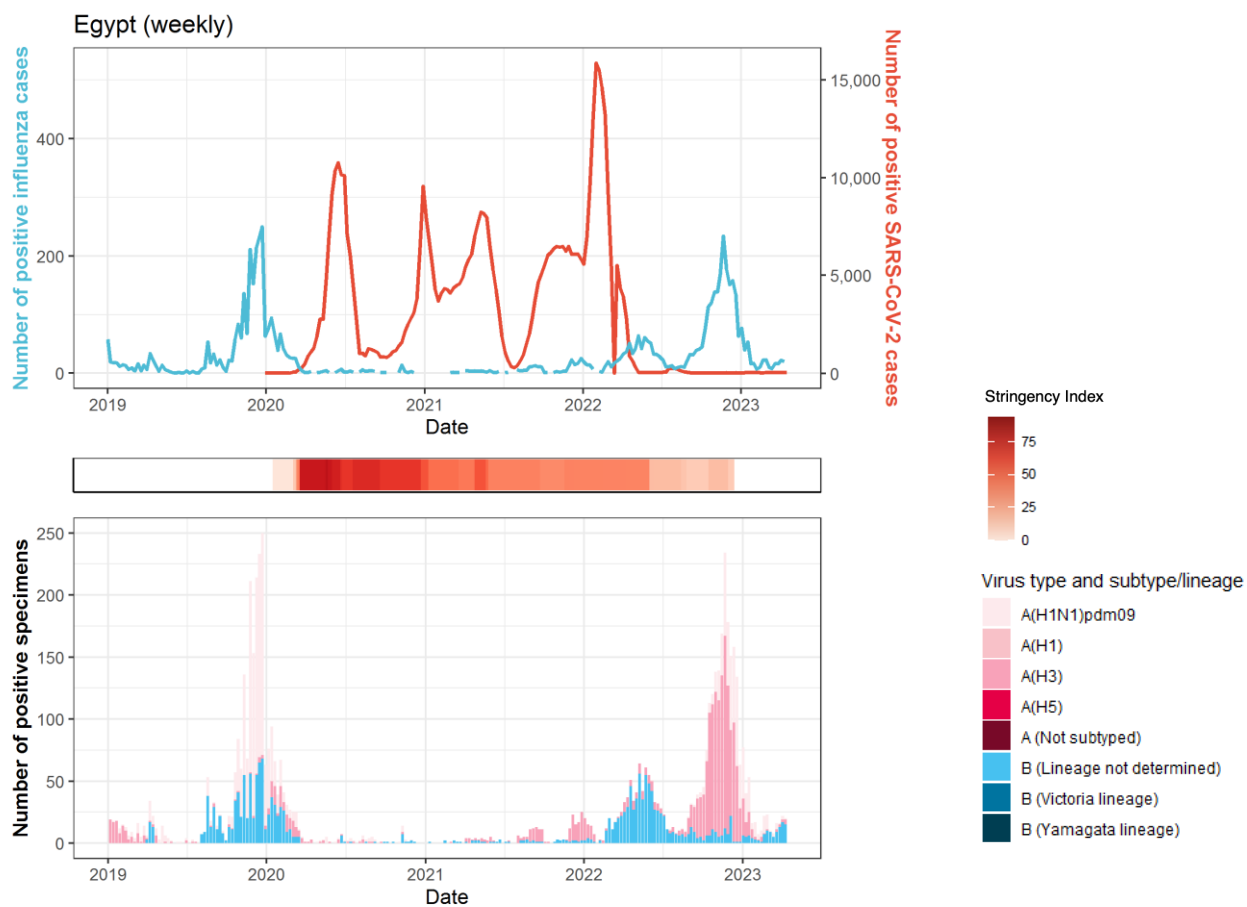 Egypt (weekly)
Number of positive influenza cases
Number of positive SARS-CoV-2 cases
400
200
0
15,000
10,000
5,000
0
2019 2020 2021 2022 2023
Date
Stringency Index
75
50
25
0
Number of positive specimens
250
200
150
100
50
0
2019 2020 2021 2022 2023
Date
Virus type and subtype/lineage
A(H1N1)pdm09
A(H1)
A(H3)
A(H5)
A (Not subtyped)
B (Lineage not determined)
B (Victoria lineage)
B (Yamagata lineage)